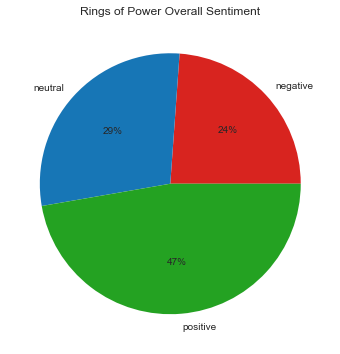 Rings of Power Overall Sentiment
neutral
negative
29%
24%
47%
positive